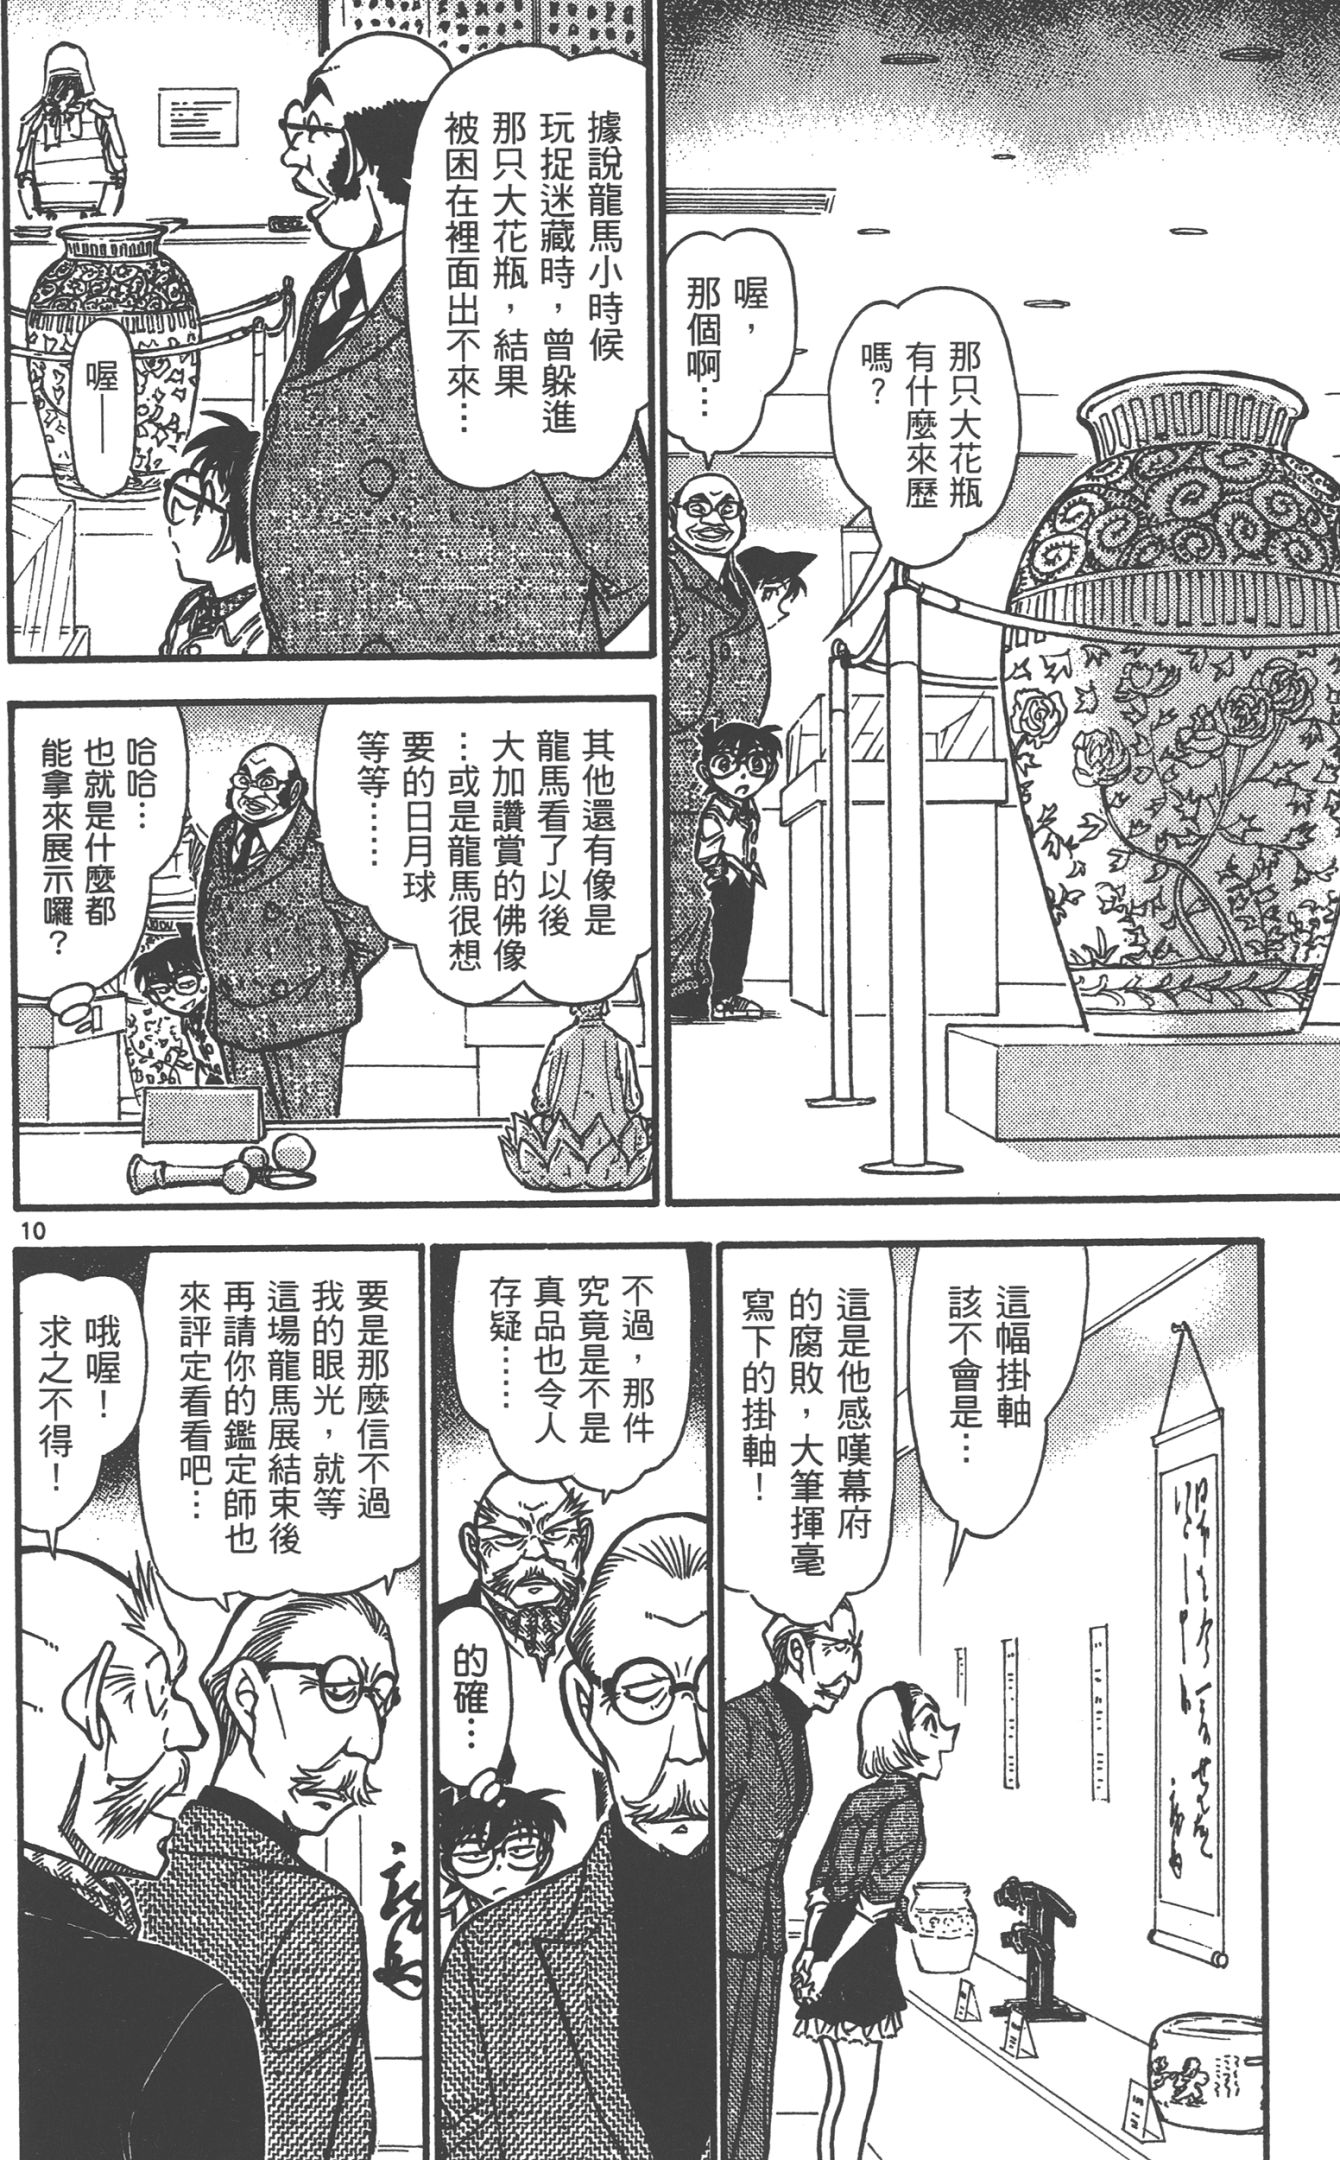 那只大花瓶
有什麼來歷
嗎？
喔，
那個啊…
據說龍馬小時候
玩捉迷藏時，曾躲進
那只大花瓶，結果
被困在裡面出不來…
喔——
其他還有像是
龍馬看了以後
大加讚賞的佛像
…或是龍馬很想
要的日月球
等等……
哈哈…
也就是什麼都
能拿來展示囉？
10
這幅掛軸
該不會是…
這是他感嘆幕府
的腐敗，大筆揮毫
寫下的掛軸！
不過，那件
究竟是不是
真品也令人
存疑……
的確…
要是那麼信不過
我的眼光，就等
這場龍馬展結束後
再請你的鑑定師也
來評定看看吧…
哦喔！
求之不得！